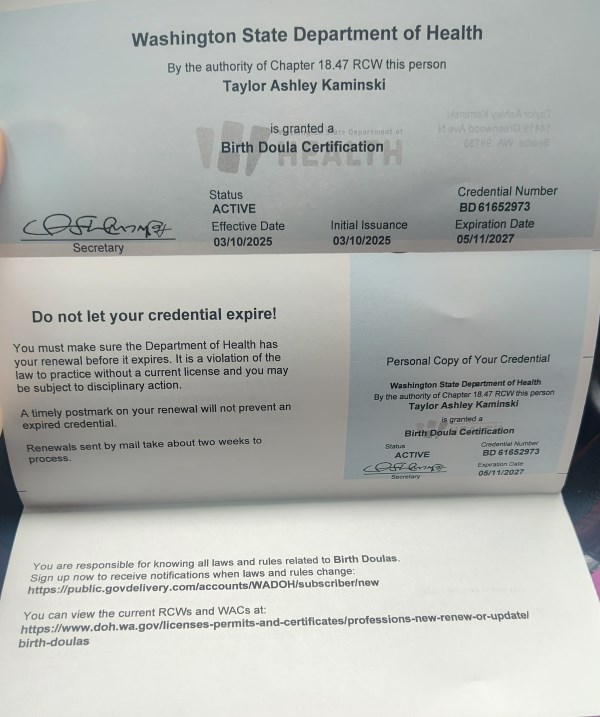 Washington State Department of Health
By the authority of Chapter 18.47 RCW this person
Taylor Ashley Kaminski
is granted a
Birth Doula Certification
State Department of
HEALTH
Status
ACTIVE
Credential Number
BD 61652973
Effective Date
03/10/2025
Initial Issuance
03/10/2025
Expiration Date
05/11/2027
Secretary
Do not let your credential expire!
You must make sure the Department of Health has
your renewal before it expires. It is a violation of the
law to practice without a current license and you may
be subject to disciplinary action.
A timely postmark on your renewal will not prevent an
expired credential.
Renewals sent by mail take about two weeks to
process.
Personal Copy of Your Credential
Washington State Department of Health
By the authority of Chapter 18.47 RCW this person
Taylor Ashley Kaminski
is granted a
Birth Doula Certification
Status
ACTIVE
Credential Number
BD 61652973
Secretary
Expiration Date
05/11/2027
You are responsible for knowing all laws and rules related to Birth Doulas.
Sign up now to receive notifications when laws and rules change:
https://public.govdelivery.com/accounts/WADOH/subscriber/new
You can view the current RCWs and WACs at:
https://www.doh.wa.gov/licenses-permits-and-certificates/professions-new-renew-or-update/
birth-doulas